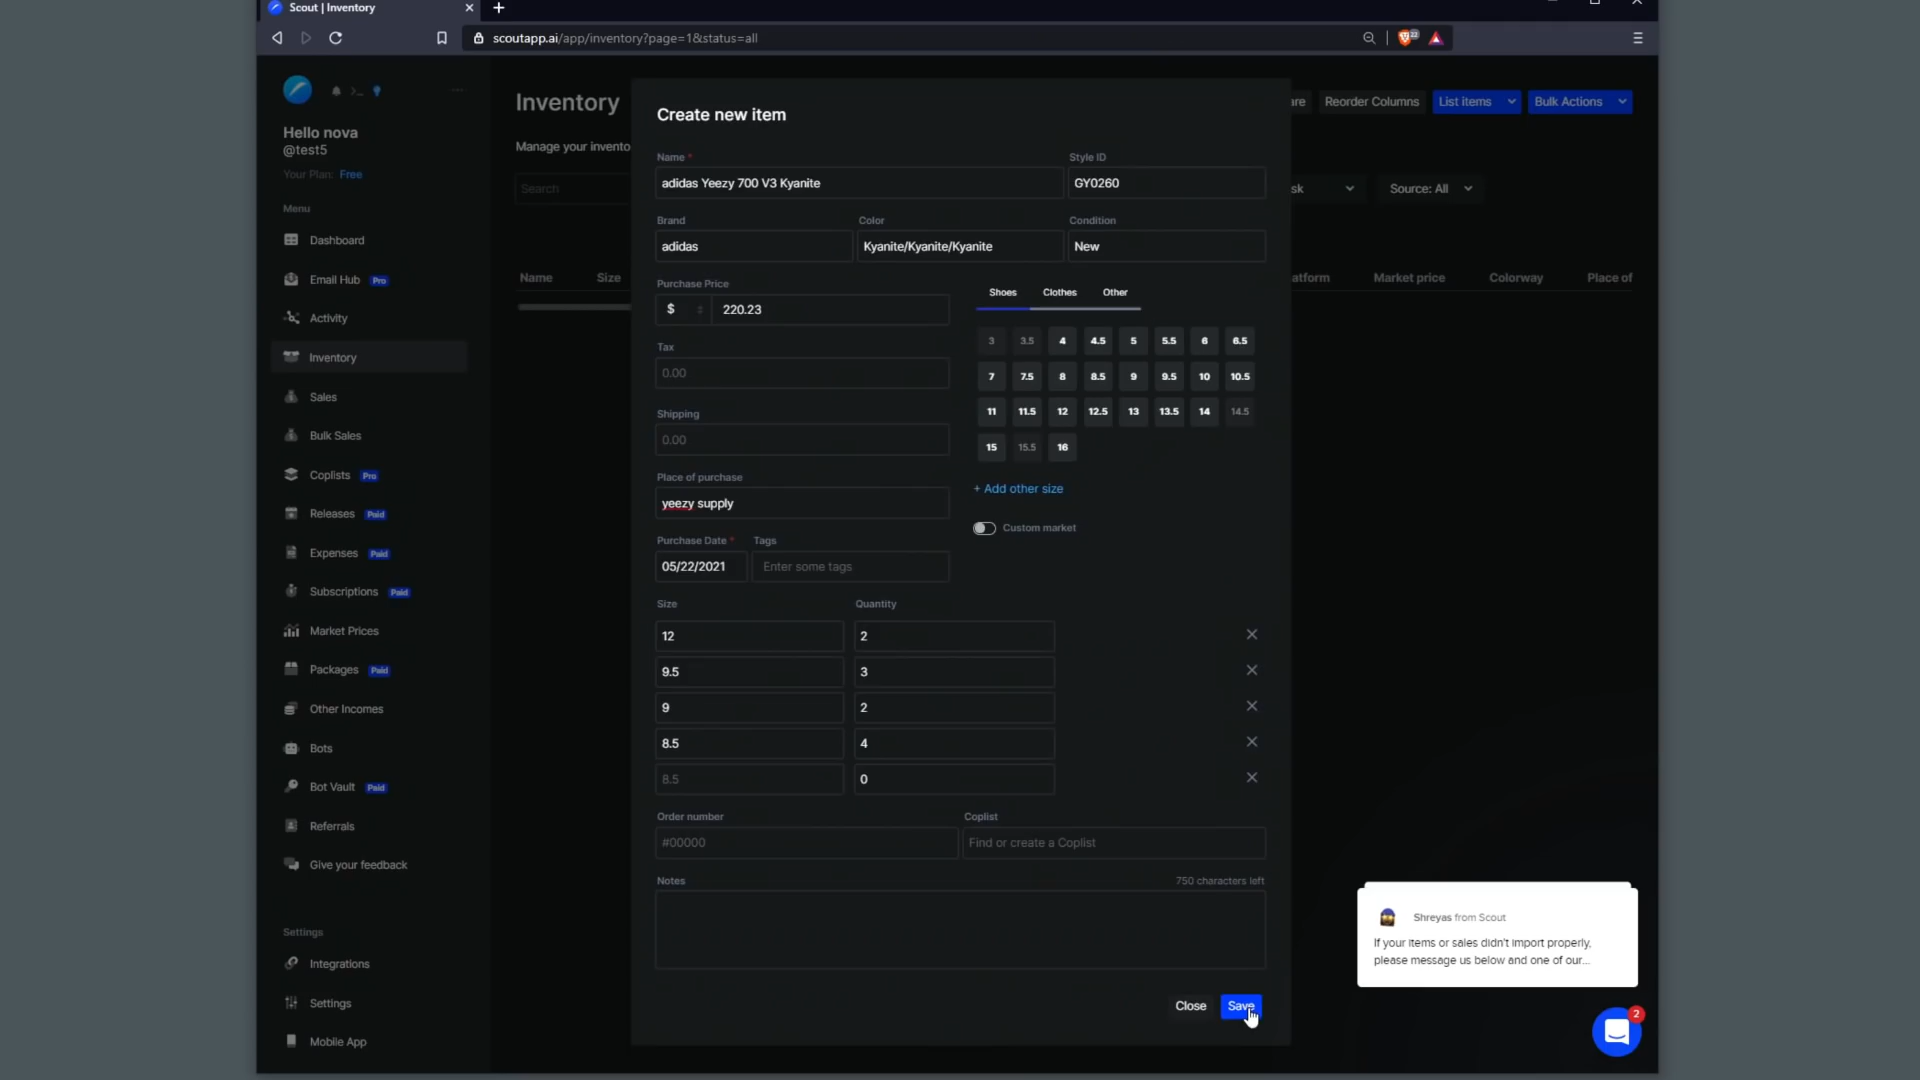 Scout | Inventory
scoutapp.ai/app/inventory?page=1&status=all
22
Hello nova
@test5
Your Plan: Free
Menu
Dashboard
Email Hub Pro
Activity
Inventory
Sales
Bulk Sales
Coplists Pro
Releases Paid
Expenses Paid
Subscriptions Paid
Market Prices
Packages Paid
Other Incomes
Bots
Bot Vault Paid
Referrals
Give your feedback
Settings
Integrations
Settings
Mobile App
Inventory
Reorder Columns
List items
Bulk Actions
Manage your invento
Search
sk
Source: All
Name Size
atform Market price Colorway Place of
Create new item
Name *
Style ID
adidas Yeezy 700 V3 Kyanite
GY0260
Brand
Color
Condition
adidas
Kyanite/Kyanite/Kyanite
New
Purchase Price
$ 220.23
Shoes Clothes Other
3 3.5 4 4.5 5 5.5 6 6.5
7 7.5 8 8.5 9 9.5 10 10.5
11 11.5 12 12.5 13 13.5 14 14.5
15 15.5 16
+ Add other size
Custom market
Tax
0.00
Shipping
0.00
Place of purchase
yeezy supply
Purchase Date *
Tags
05/22/2021
Enter some tags
Size
Quantity
12 2
9.5 3
9 2
8.5 4
8.5 0
Order number
Coplist
#00000
Find or create a Coplist
Notes
750 characters left
Close
Save
Shreyas from Scout
If your items or sales didn't import properly,
please message us below and one of our...
2